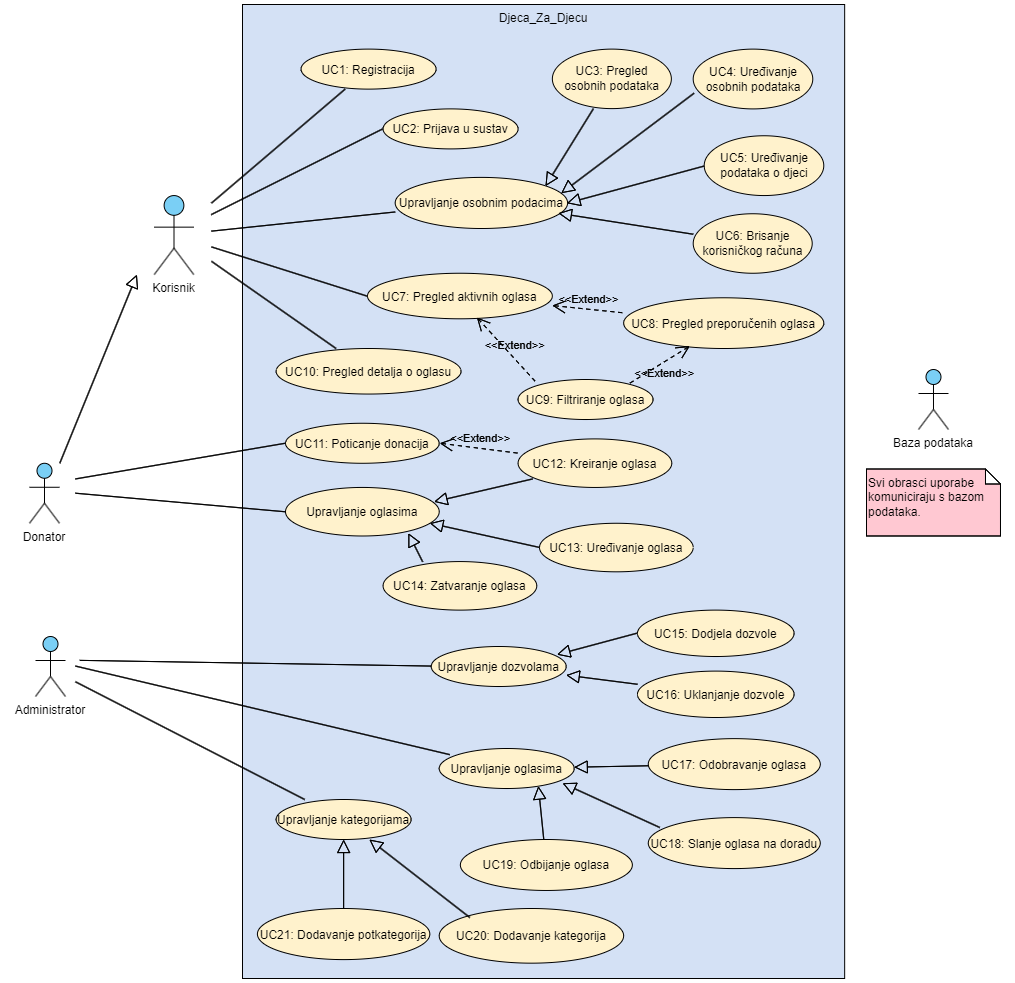 Djeca_Za_Djecu
UC1: Registracija
UC3: Pregled
osobnih podataka
UC4: Uređivanje
osobnih podataka
UC2: Prijava u sustav
UC5: Uređivanje
podataka o djeci
Upravljanje osobnim podacima
UC6: Brisanje
korisničkog računa
Korisnik
UC7: Pregled aktivnih oglasa
<<Extend>>
UC8: Pregled preporučenih oglasa
<<Extend>>
<<Extend>>
UC10: Pregled detalja o oglasu
UC9: Filtriranje oglasa
Baza podataka
UC11: Poticanje donacija
<<Extend>>
UC12: Kreiranje oglasa
Svi obrasci uporabe
komuniciraju s bazom
podataka.
Upravljanje oglasima
Donator
UC13: Uređivanje oglasa
UC14: Zatvaranje oglasa
UC15: Dodjela dozvole
Upravljanje dozvolama
UC16: Uklanjanje dozvole
Administrator
Upravljanje oglasima
UC17: Odobravanje oglasa
Upravljanje kategorijama
UC18: Slanje oglasa na doradu
UC19: Odbijanje oglasa
UC21: Dodavanje potkategorija
UC20: Dodavanje kategorija